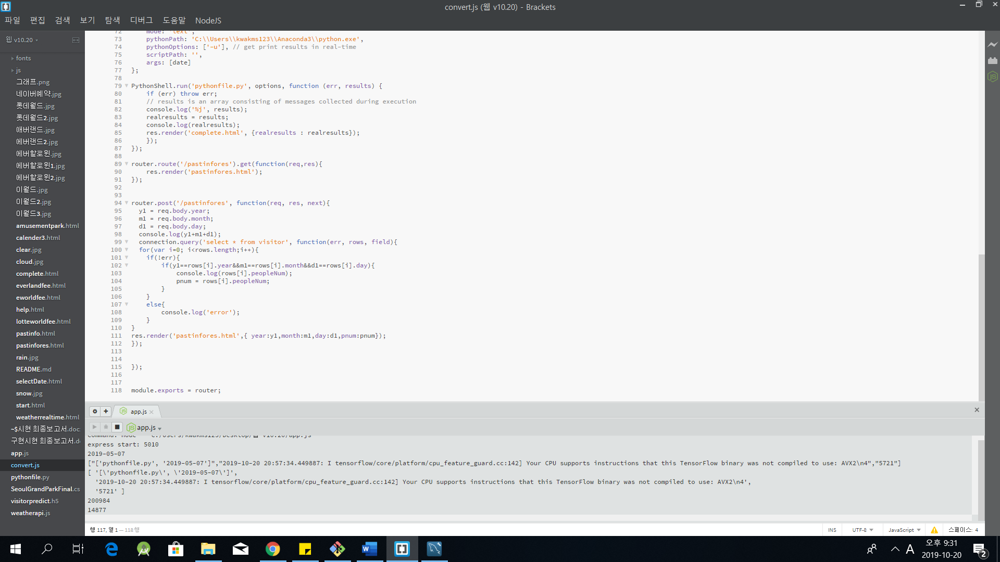 convert.js (웹 v10.20) - Brackets
파일 편집 검색 보기 탐색 디버그 도움말 NodeJS
웹 v10.20
fonts
js
그래프.png
네이버예약.jpg
롯데월드.jpg
롯데월드2.jpg
애버랜드.jpg
에버랜드2.jpg
에버할로윈.jpg
에버할로윈1.jpg
에버할로윈2.jpg
이월드.jpg
이월드2.jpg
이월드3.jpg
amusementpark.html
calender3.html
clear.jpg
cloud.jpg
complete.html
everlandfee.html
eworldfee.html
help.html
lotteworldfee.html
pastinfo.html
pastinfores.html
rain.jpg
README.md
selectDate.html
snow.jpg
start.html
weatherrealtime.html
~$시현 최종보고서.doc
구현시현 최종보고서.do
app.js
convert.js
pythonfile.py
SeoulGrandParkFinal.cs
visitorpredict.h5
weatherapi.js
72 mode: 'text',
73 pythonPath: 'C:\\Users\\kwakms123\\Anaconda3\\python.exe',
74 pythonOptions: ['-u'], // get print results in real-time
75 scriptPath: '',
76 args: [date]
77 };
78
79 PythonShell.run('pythonfile.py', options, function (err, results) {
80 if (err) throw err;
81 // results is an array consisting of messages collected during execution
82 console.log('%j', results);
83 realresults = results;
84 console.log(realresults);
85 res.render('complete.html', {realresults : realresults});
86 });
87 });
88
89 router.route('/pastinfores').get(function(req,res){
90 res.render('pastinfores.html');
91 });
92
93
94 router.post('/pastinfores', function(req, res, next){
95 y1 = req.body.year;
96 m1 = req.body.month;
97 d1 = req.body.day;
98 console.log(y1+m1+d1);
99 connection.query('select * from visitor', function(err, rows, field){
100 for(var i=0; i<rows.length;i++){
101 if(!err){
102 if(y1==rows[i].year&&m1==rows[i].month&&d1==rows[i].day){
103 console.log(rows[i].peopleNum);
104 pnum = rows[i].peopleNum;
105 }
106 }
107 else{
108 console.log('error');
109 }
110 }
111 res.render('pastinfores.html',{ year:y1,month:m1,day:d1,pnum:pnum});
112 });
113
114
115 });
116
117
118 module.exports = router;
app.js
app.js
command: node C:/Users/kwakms123/Desktop/웹 v10.20/app.js
express start: 5010
2019-05-07
["['pythonfile.py', '2019-05-07']","2019-10-20 20:57:34.449887: I tensorflow/core/platform/cpu_feature_guard.cc:142] Your CPU supports instructions that this TensorFlow binary was not compiled to use: AVX2\n4","5721"]
[ '[\'pythonfile.py\', \'2019-05-07\']',
'2019-10-20 20:57:34.449887: I tensorflow/core/platform/cpu_feature_guard.cc:142] Your CPU supports instructions that this TensorFlow binary was not compiled to use: AVX2\n4',
'5721' ]
200984
14877
행 117, 열 1 — 118 행
INS UTF-8 JavaScript 스페이스: 4
A
오후 9:31
2019-10-20
2